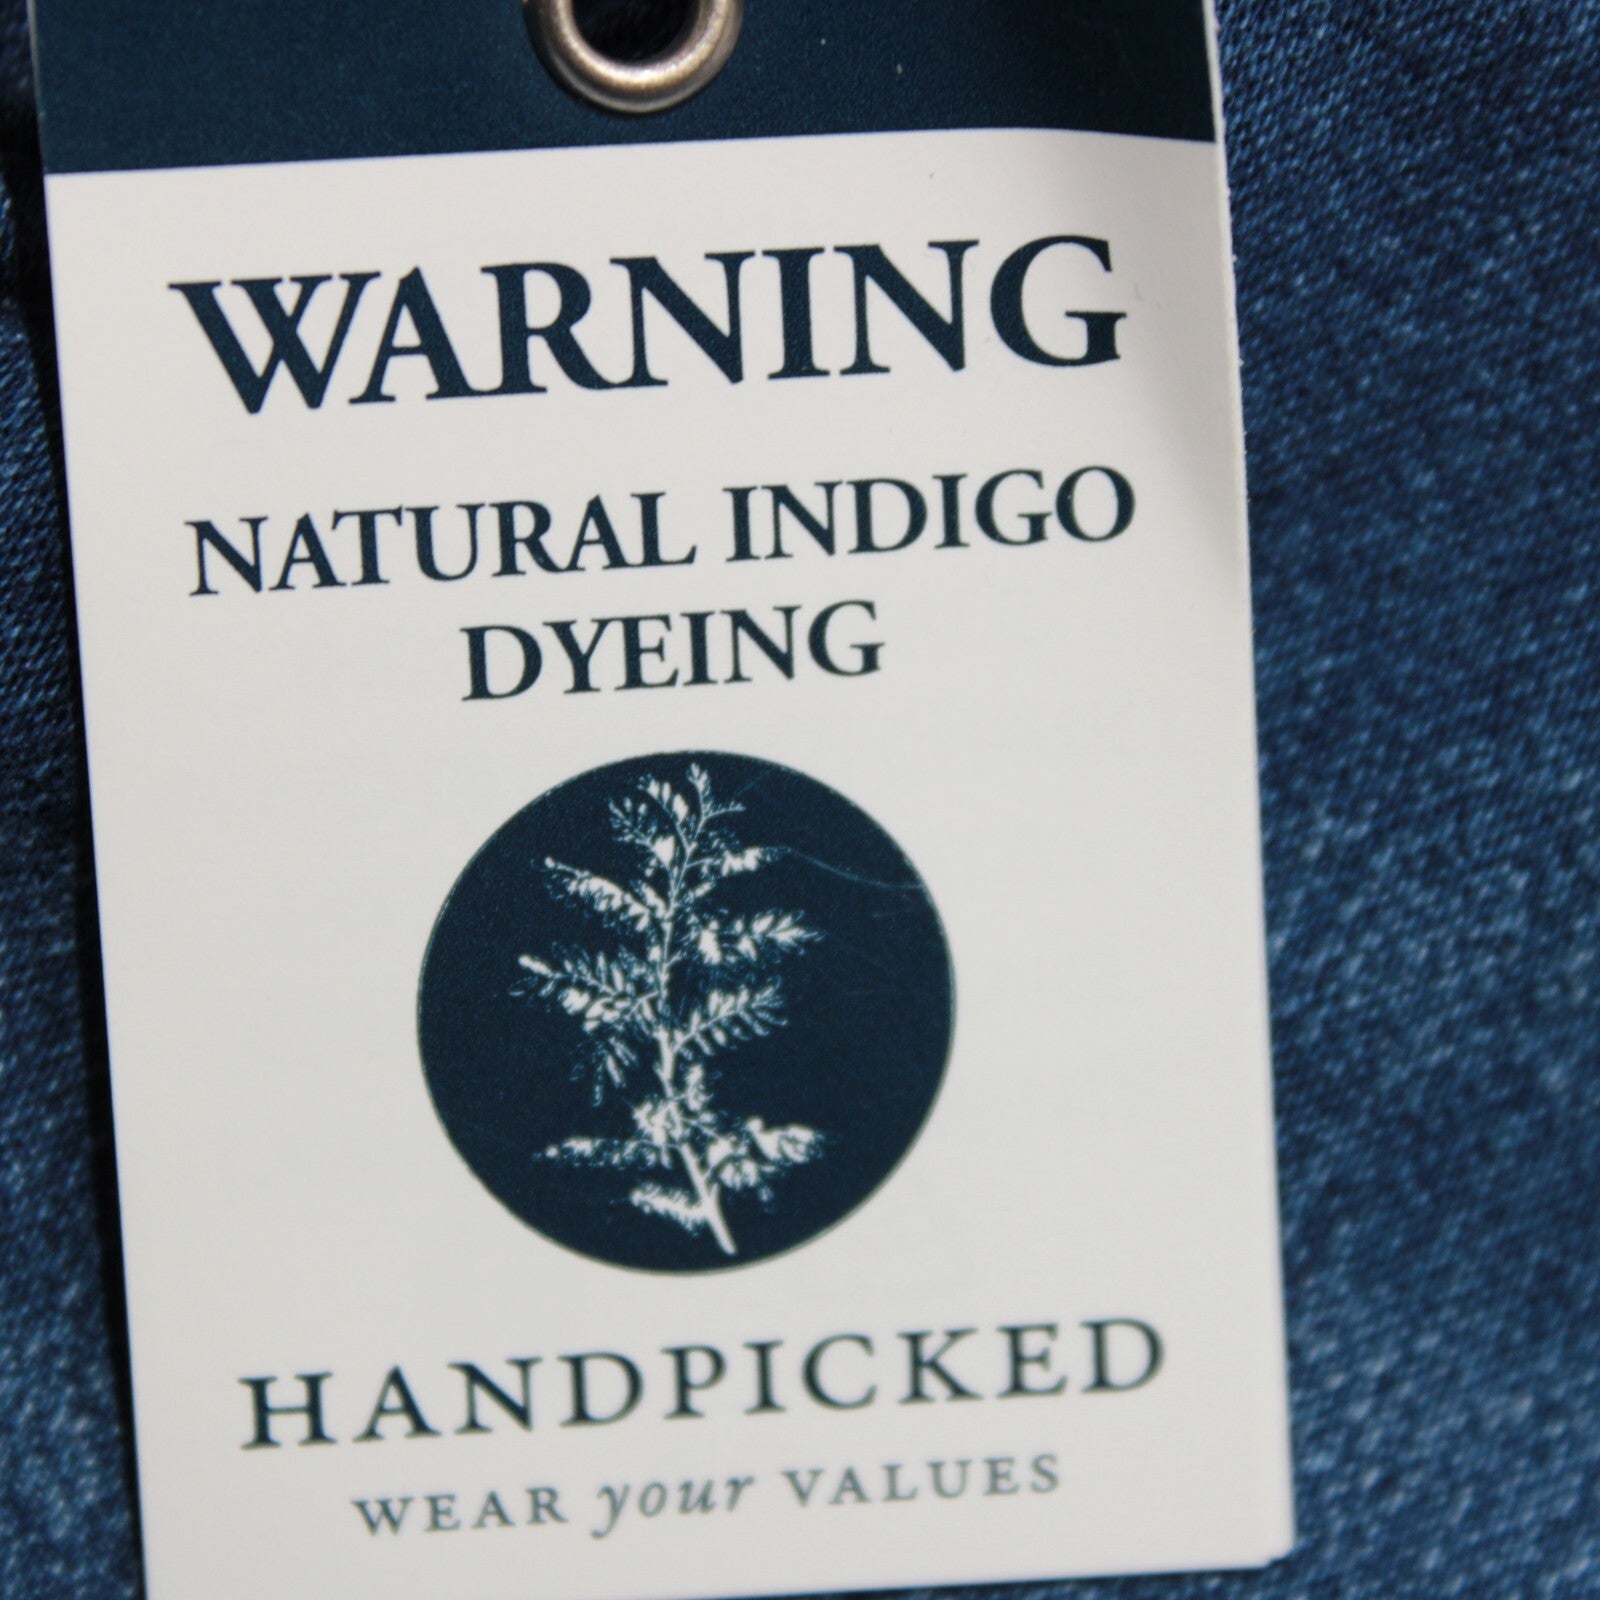 WARNING
NATURAL INDIGO
DYEING
HANDPICKED
WEAR your VALUES